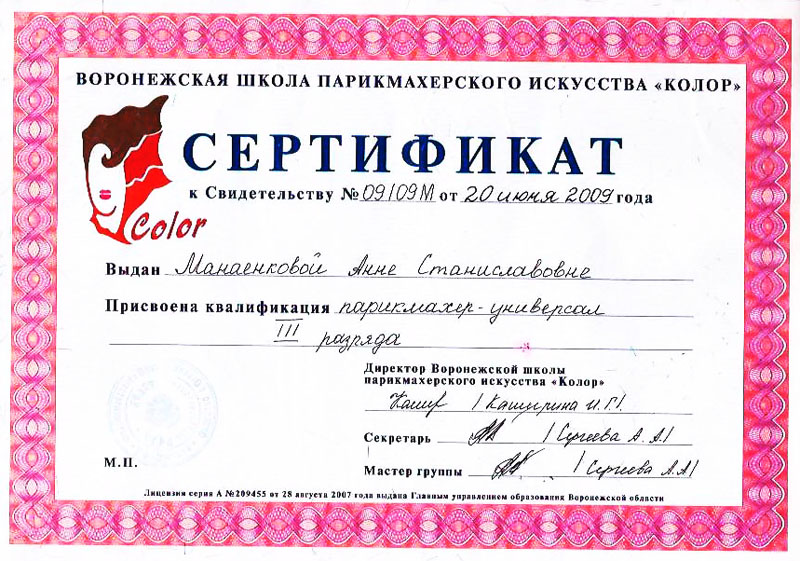 ВОРОНЕЖСКАЯ ШКОЛА ПАРИКМАХЕРСКОГО ИСКУССТВА «КОЛОР»
СЕРТИФИКАТ
к Свидетельству № 09/09М от 20 июня 2009 года
Color
Выдан Манаенковой Анне Станиславовне
Присвоена квалификация парикмахер-универсал
III разряда
Директор Воронежской школы
парикмахерского искусства «Колор»
/Каширина И.Г./
Секретарь /Сергеева А.А/
Мастер группы /Сергеева А.А/
М.П.
Лицензия серия А №209455 от 28 августа 2007 года выдана Главным управлением образования Воронежской области